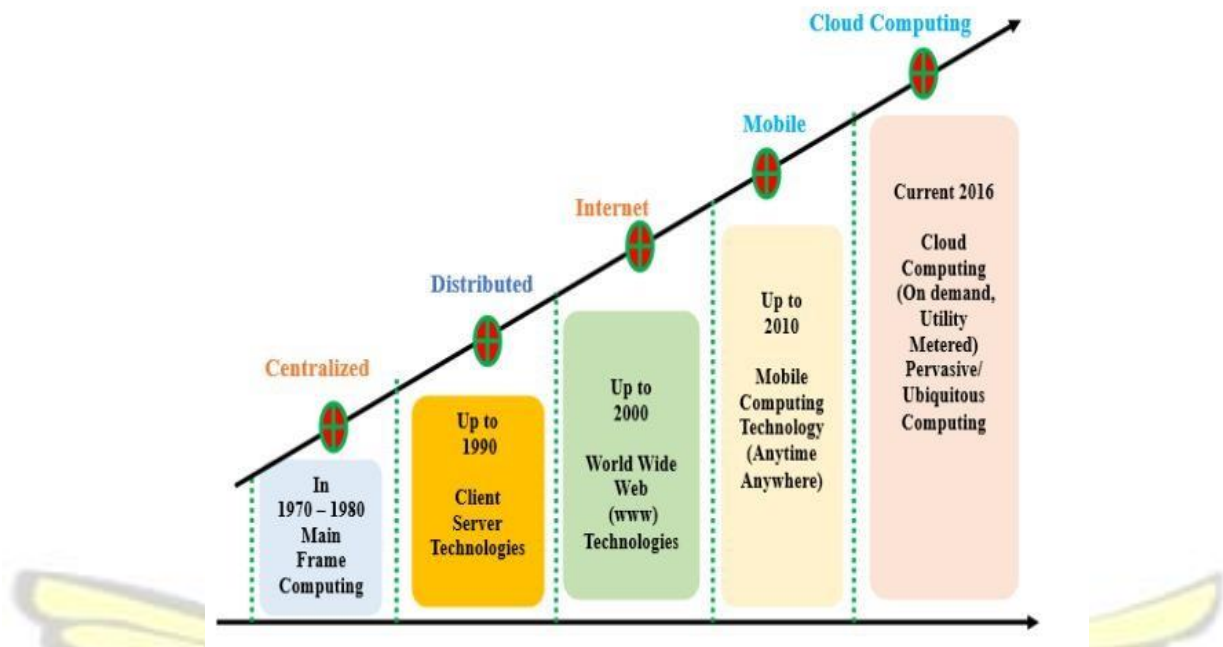 Cloud Computing
Mobile
Internet
Distributed
Centralized
In
1970 – 1980
Main
Frame
Computing
Up to
1990
Client
Server
Technologies
Up to
2000
World Wide
Web
(www)
Technologies
Up to
2010
Mobile
Computing
Technology
(Anytime
Anywhere)
Current 2016
Cloud
Computing
(On demand,
Utility
Metered)
Pervasive/
Ubiquitous
Computing